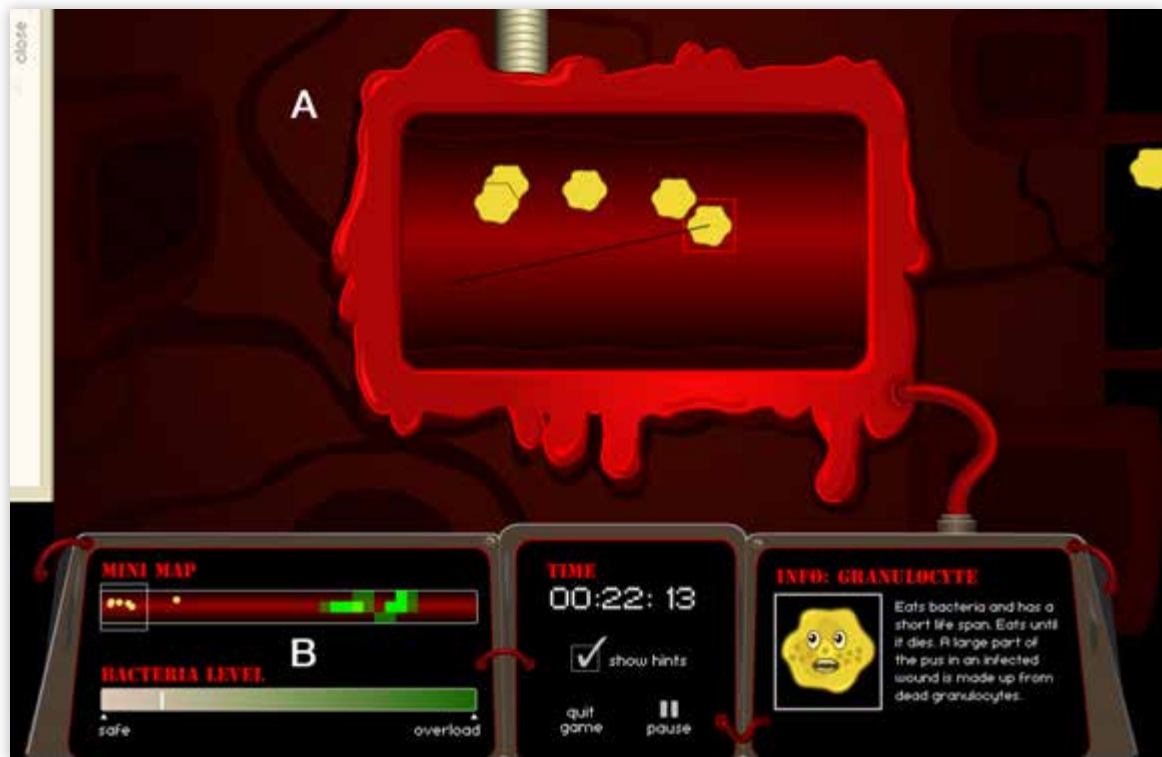 close
A
MINI MAP
B
BACTERIA LEVEL
safe
overload
TIME
00:22:13
show hints
quit
game
pause
INFO: GRANULOCYTE
Eats bacteria and has a
short life span. Eats until
it dies. A large part of
the pus in an infected
wound is made up from
dead granulocytes.